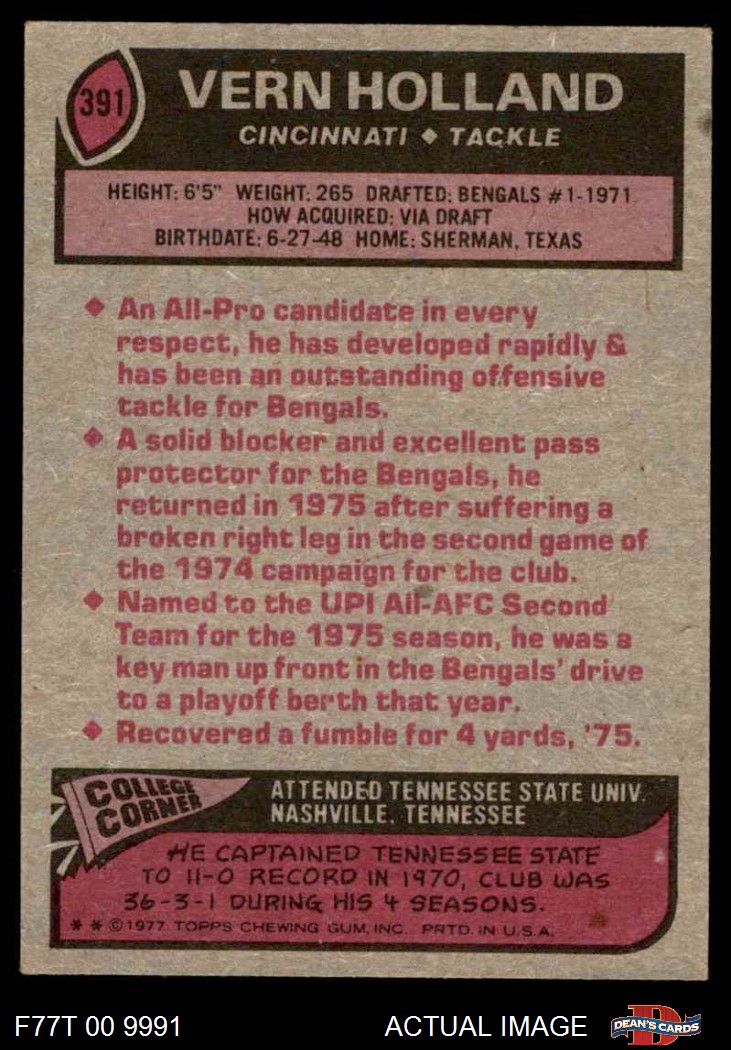 391
VERN HOLLAND
CINCINNATI ◆ TACKLE
HEIGHT: 6'5" WEIGHT: 265 DRAFTED: BENGALS #1-1971
HOW ACQUIRED: VIA DRAFT
BIRTHDATE: 6-27-48 HOME: SHERMAN, TEXAS
◆ An All-Pro candidate in every
respect, he has developed rapidly &
has been an outstanding offensive
tackle for Bengals.
◆ A solid blocker and excellent pass
protector for the Bengals, he
returned in 1975 after suffering a
broken right leg in the second game of
the 1974 campaign for the club.
◆ Named to the UPI All-AFC Second
Team for the 1975 season, he was a
key man up front in the Bengals' drive
to a playoff berth that year.
◆ Recovered a fumble for 4 yards, '75.
COLLEGE
CORNER
ATTENDED TENNESSEE STATE UNIV.
NASHVILLE, TENNESSEE
HE CAPTAINED TENNESSEE STATE
TO 11-0 RECORD IN 1970, CLUB WAS
36-3-1 DURING HIS 4 SEASONS.
* * © 1977 TOPPS CHEWING GUM, INC. PRTD. IN U.S.A.
F77T 00 9991 ACTUAL IMAGE
D
DEAN'S CARDS